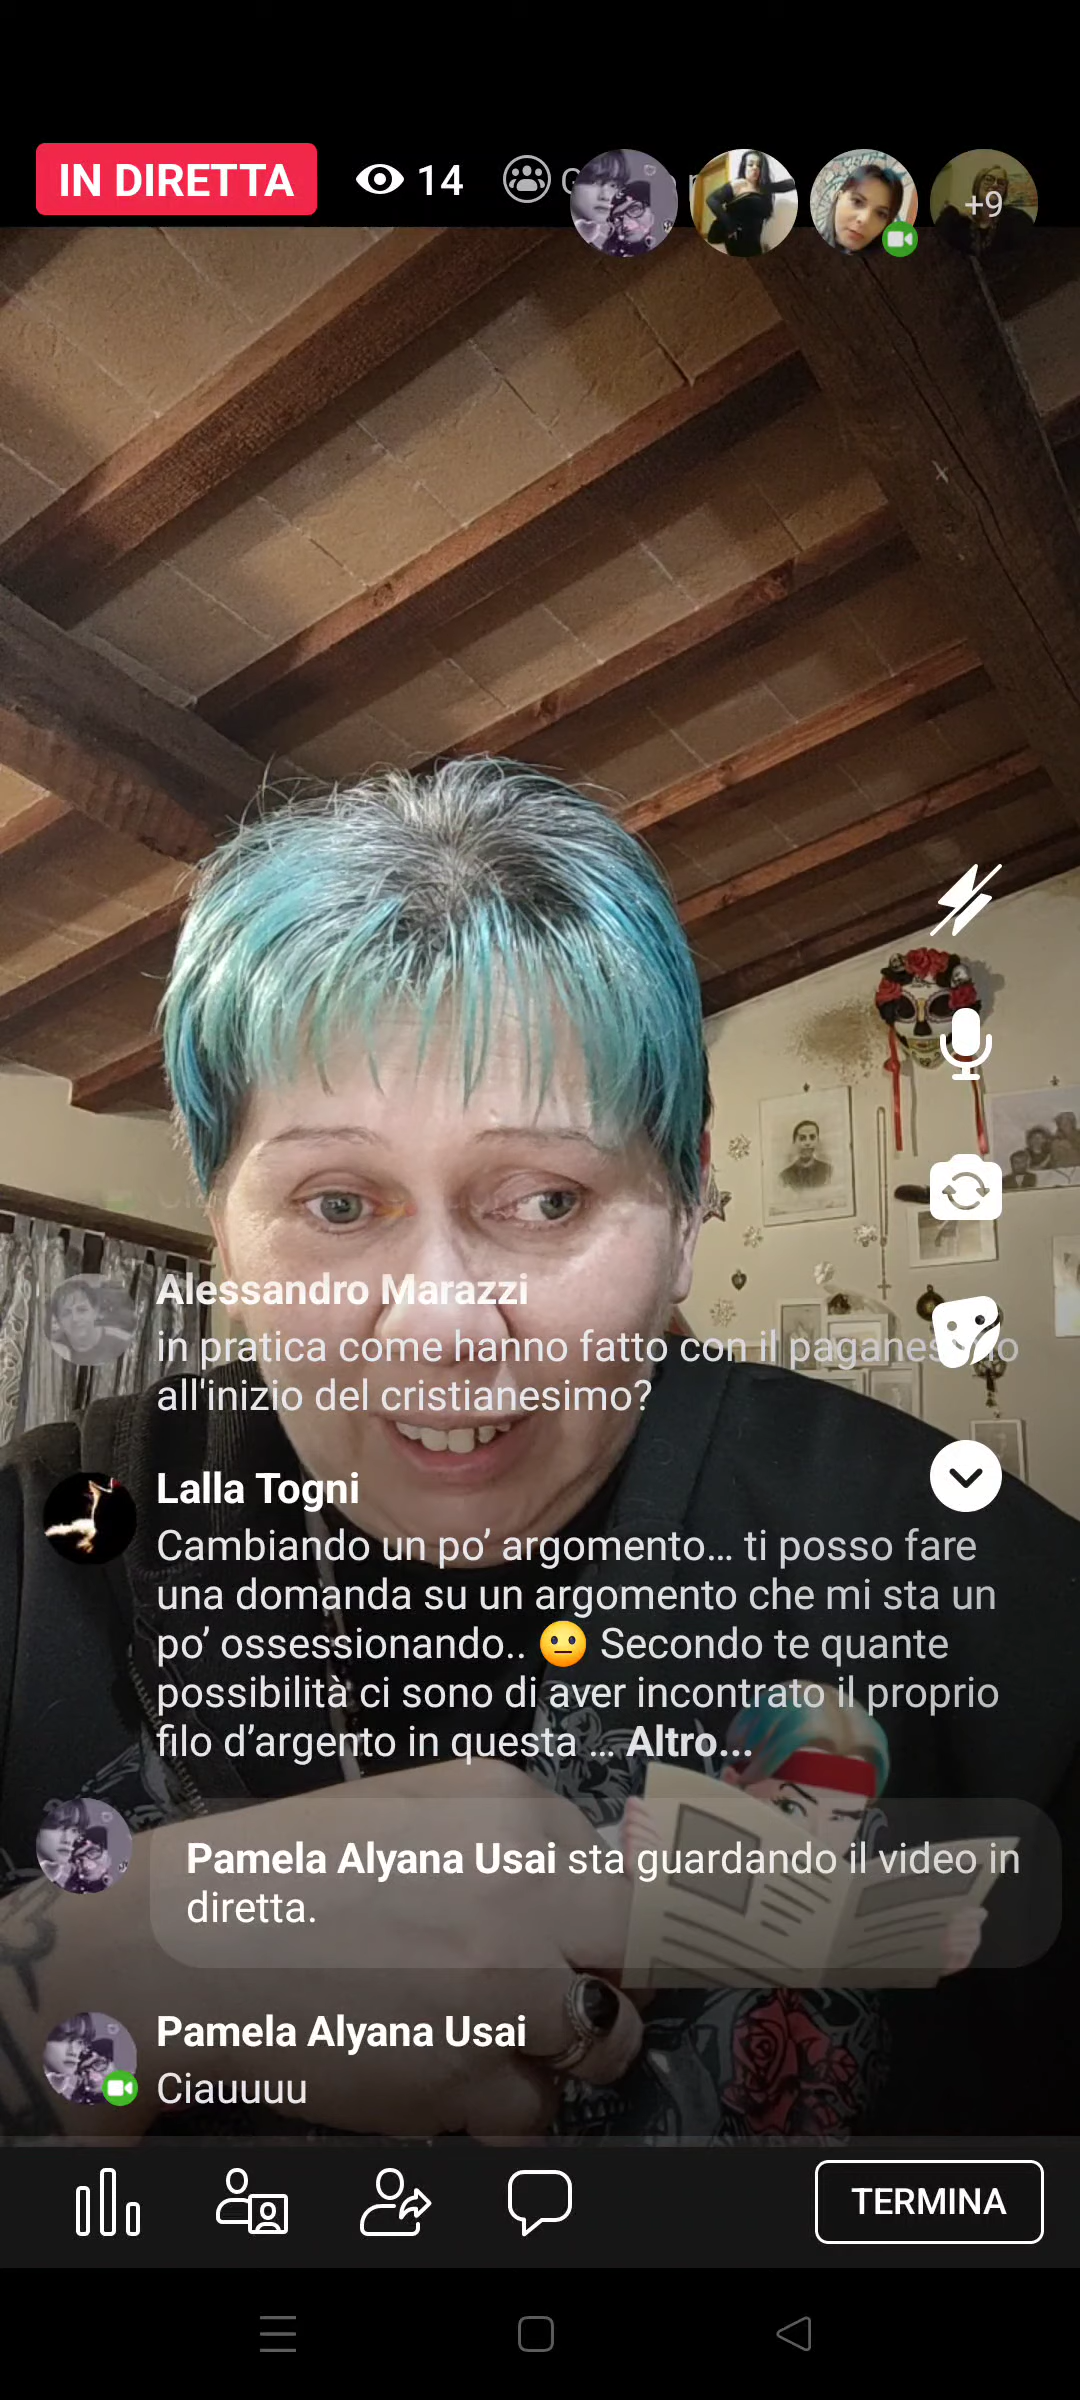 IN DIRETTA
14
+9
Alessandro Marazzi
in pratica come hanno fatto con il paganesimo
all'inizio del cristianesimo?
Lalla Togni
Cambiando un po’ argomento... ti posso fare
una domanda su un argomento che mi sta un
po’ ossessionando.. 😐 Secondo te quante
possibilità ci sono di aver incontrato il proprio
filo d’argento in questa ... Altro...
Pamela Alyana Usai sta guardando il video in
diretta.
Pamela Alyana Usai
Ciauuuu
TERMINA